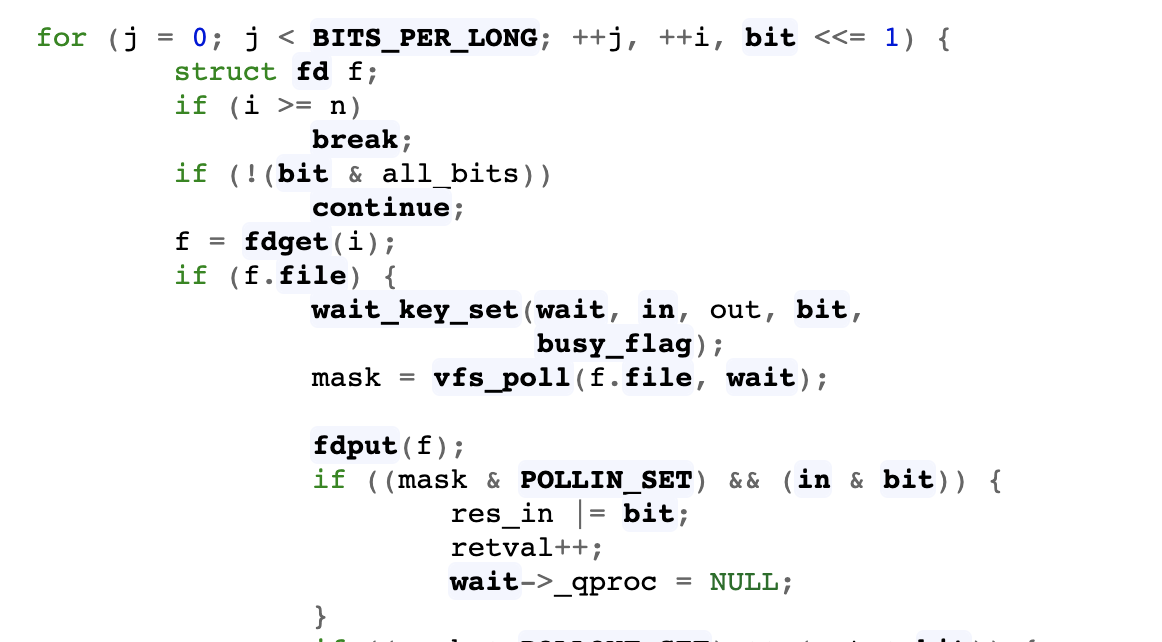 for (j = 0; j < BITS_PER_LONG; ++j, ++i, bit <<= 1) {
struct fd f;
if (i >= n)
break;
if (!(bit & all_bits))
continue;
f = fdget(i);
if (f.file) {
wait_key_set(wait, in, out, bit,
busy_flag);
mask = vfs_poll(f.file, wait);
fdput(f);
if ((mask & POLLIN_SET) && (in & bit)) {
res_in |= bit;
retval++;
wait->_qproc = NULL;
}